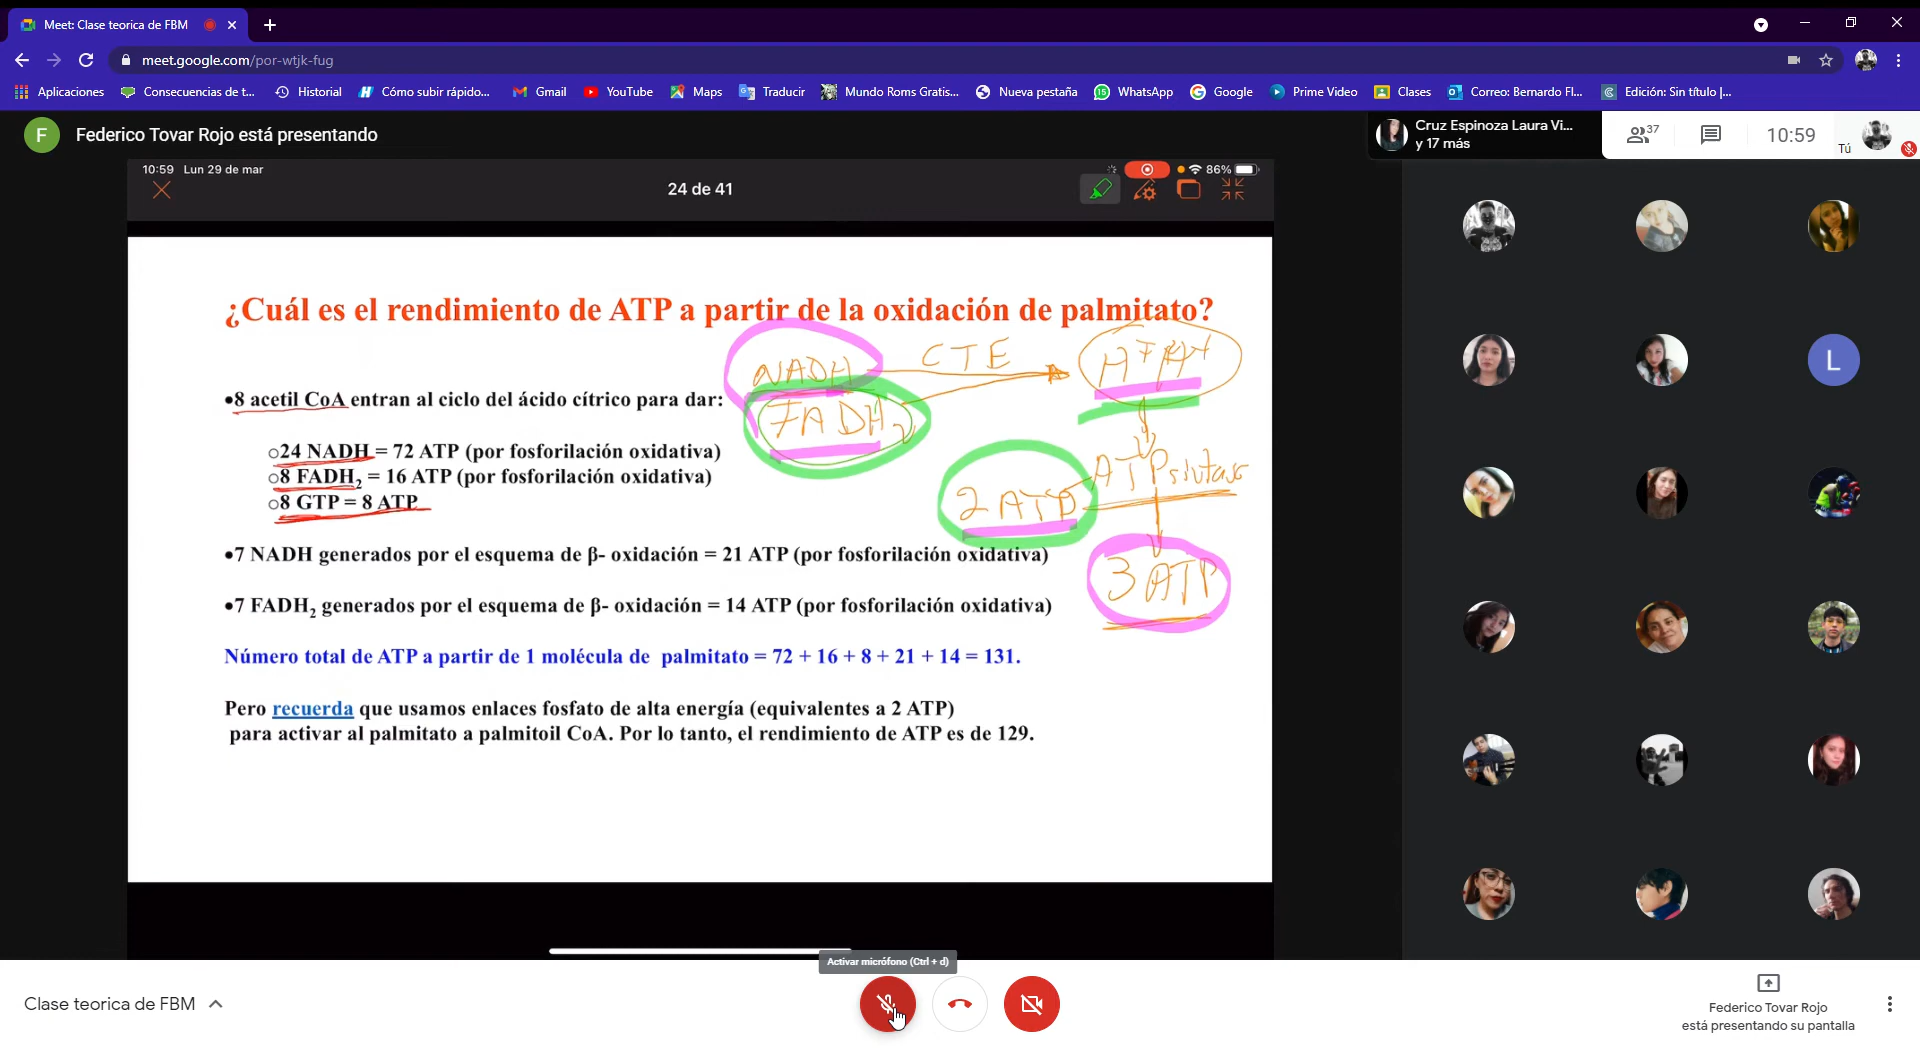 Meet: Clase teorica de FBM
meet.google.com/por-wtjk-fug
Aplicaciones Consecuencias de t... Historial Cómo subir rápido... Gmail YouTube Maps Traducir Mundo Roms Gratis... Nueva pestaña WhatsApp Google Prime Video Clases Correo: Bernardo Fl... Edición: Sin título |...
F Federico Tovar Rojo está presentando
Cruz Espinoza Laura Vi...
y 17 más
37
10:59
Tú
10:59 Lun 29 de mar
86%
24 de 41
¿Cuál es el rendimiento de ATP a partir de la oxidación de palmitato?
NADH CTE
FADH2
•8 acetil CoA entran al ciclo del ácido cítrico para dar:
○24 NADH = 72 ATP (por fosforilación oxidativa)
○8 FADH2 = 16 ATP (por fosforilación oxidativa)
○8 GTP = 8 ATP
2 ATP
3 ATP
•7 NADH generados por el esquema de β- oxidación = 21 ATP (por fosforilación oxidativa)
•7 FADH2 generados por el esquema de β- oxidación = 14 ATP (por fosforilación oxidativa)
Número total de ATP a partir de 1 molécula de palmitato = 72 + 16 + 8 + 21 + 14 = 131.
Pero recuerda que usamos enlaces fosfato de alta energía (equivalentes a 2 ATP)
para activar al palmitato a palmitoil CoA. Por lo tanto, el rendimiento de ATP es de 129.
L
Activar micrófono (Ctrl + d)
Clase teorica de FBM
Federico Tovar Rojo
está presentando su pantalla